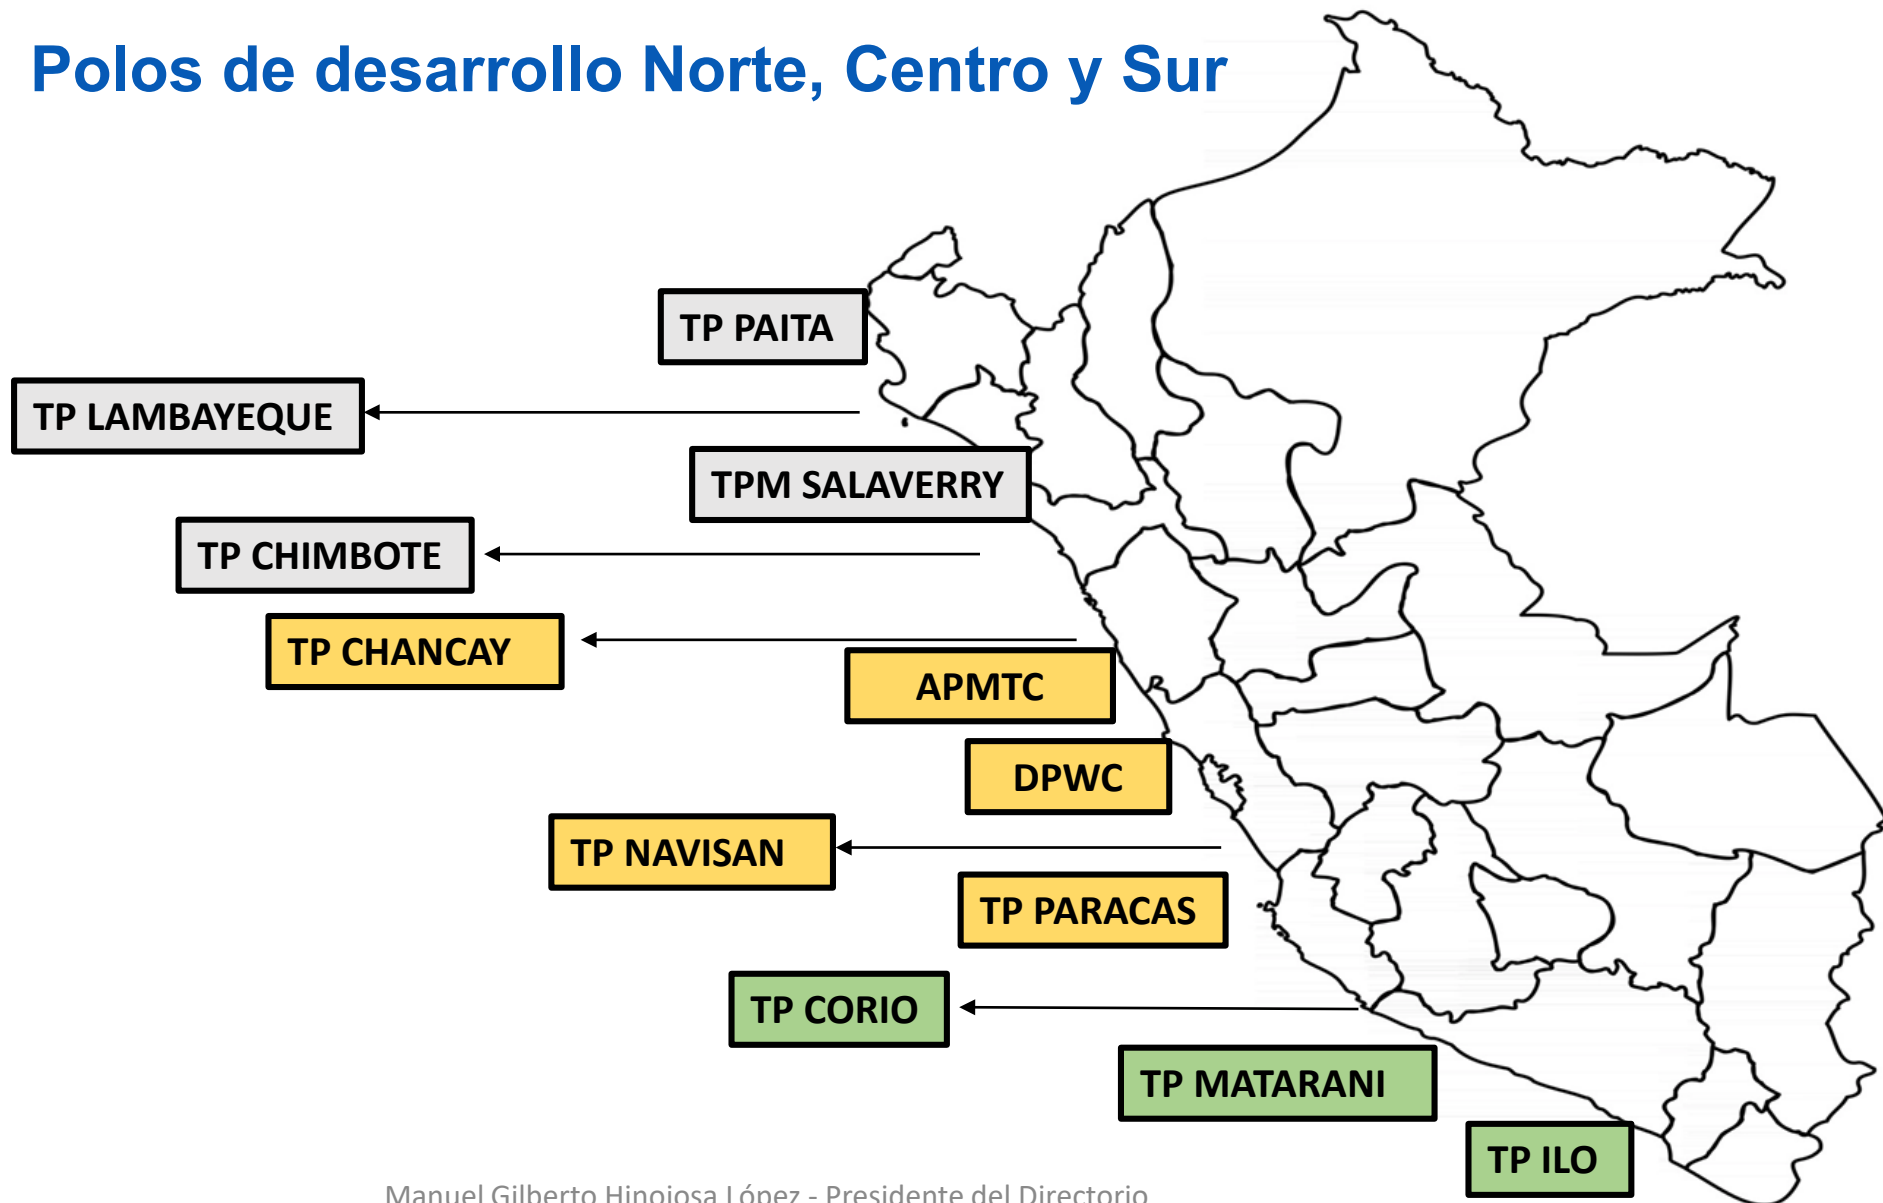 Polos de desarrollo Norte, Centro y Sur
TP PAITA
TP LAMBAYEQUE
TPM SALAVERRY
TP CHIMBOTE
TP CHANCAY
APMTC
DPWC
TP NAVISAN
TP PARACAS
TP CORIO
TP MATARANI
TP ILO
Manuel Gilberto Hinojosa López - Presidente del Directorio